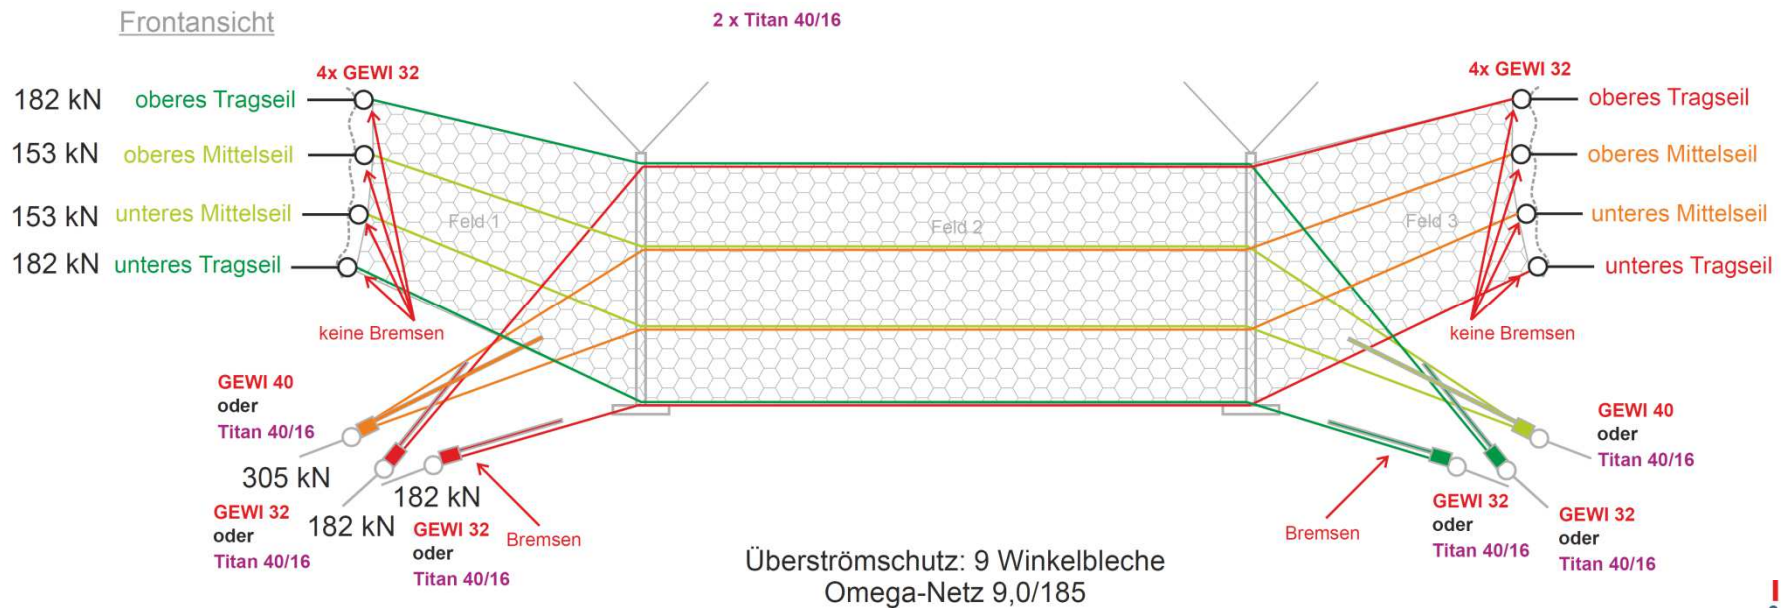 Frontansicht
2 x Titan 40/16
4x GEWI 32
4x GEWI 32
182 kN oberes Tragseil
oberes Tragseil
153 kN oberes Mittelseil
oberes Mittelseil
153 kN unteres Mittelseil
unteres Mittelseil
Feld 1
Feld 2
Feld 3
182 kN unteres Tragseil
unteres Tragseil
keine Bremsen
keine Bremsen
GEWI 40
oder
Titan 40/16
305 kN
GEWI 32
oder
Titan 40/16
182 kN
182 kN
GEWI 32
oder
Titan 40/16
Bremsen
Bremsen
GEWI 40
oder
Titan 40/16
GEWI 32
oder
Titan 40/16
GEWI 32
oder
Titan 40/16
Überströmschutz: 9 Winkelbleche
Omega-Netz 9,0/185